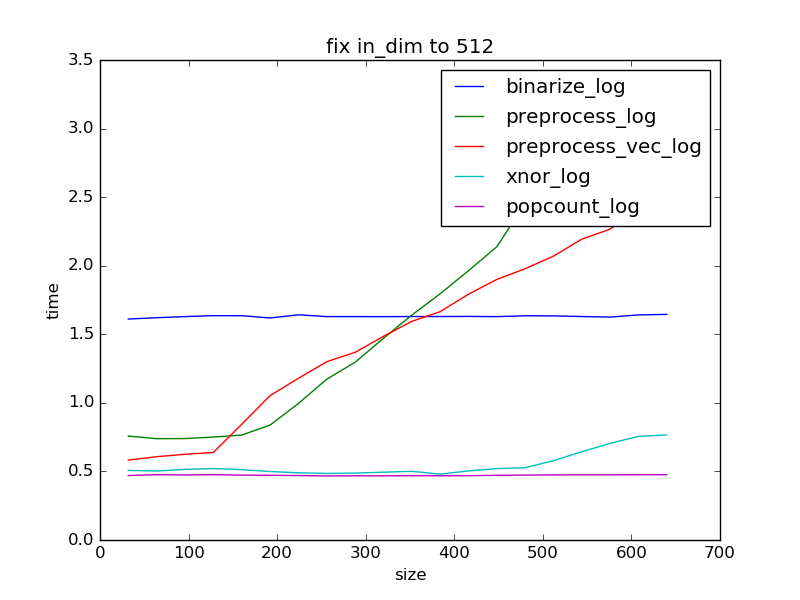 fix in_dim to 512
3.5
3.0
2.5
2.0
1.5
1.0
0.5
0.0
time
binarize_log
preprocess_log
preprocess_vec_log
xnor_log
popcount_log
0 100 200 300 400 500 600 700
size